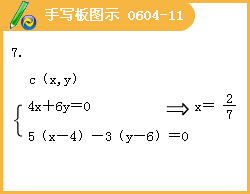 手写板图示 0604-11
7.
c（x,y）
4x+6y=0 ⇒ x= 2/7
5（x-4）-3（y-6）=0